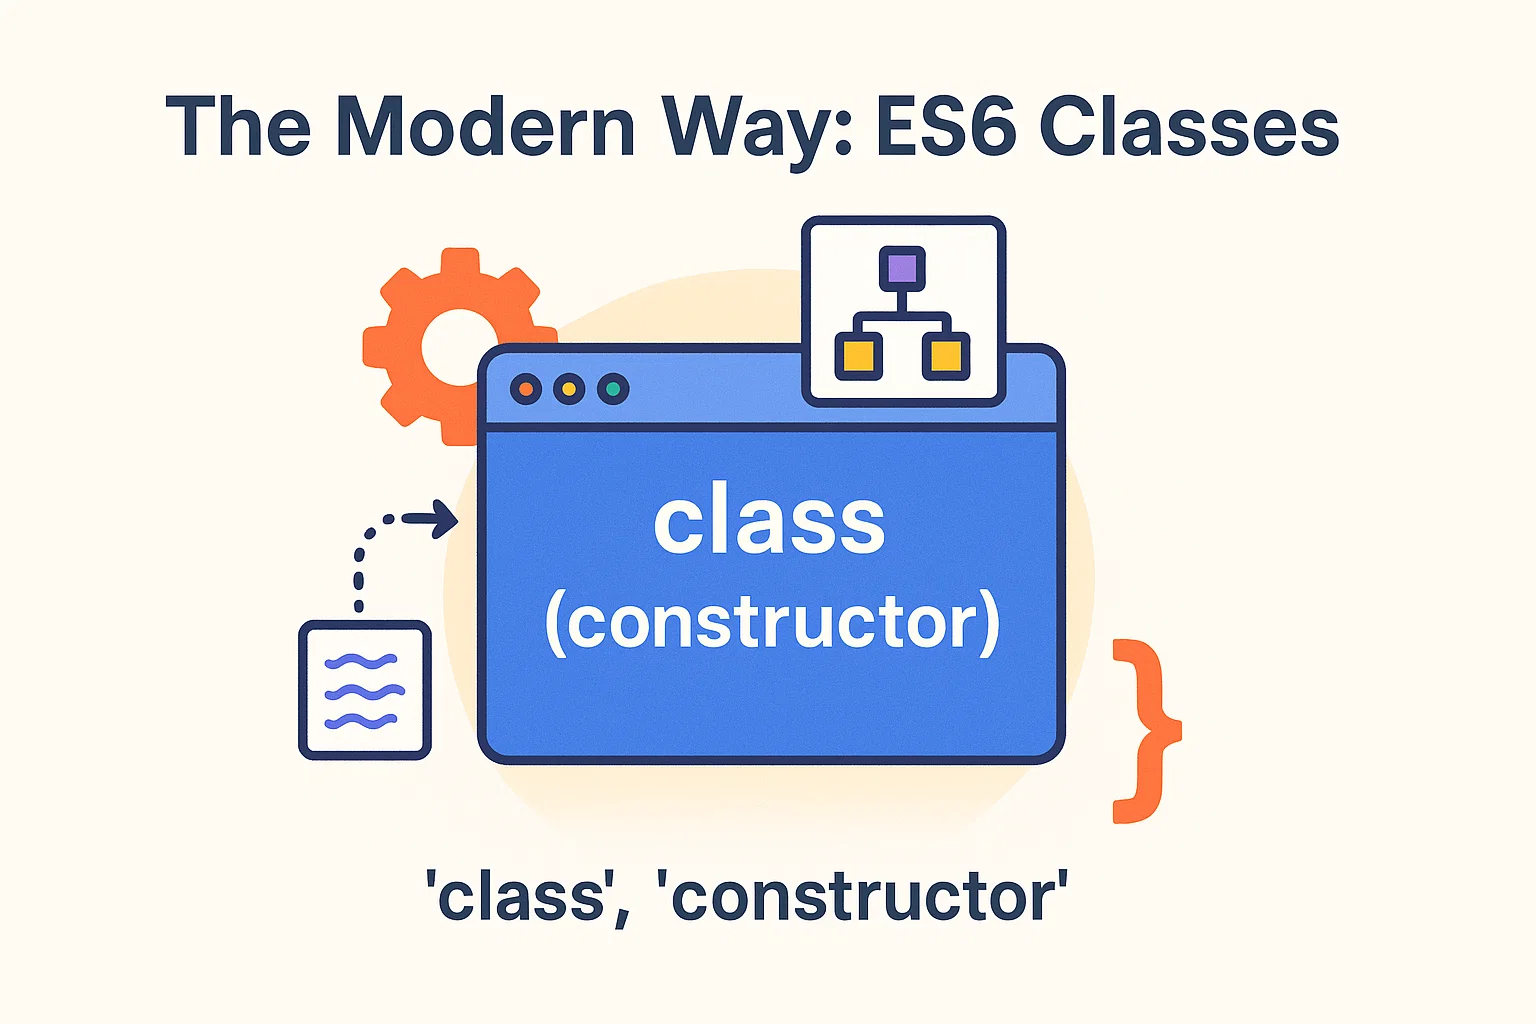 The Modern Way: ES6 Classes
class
(constructor)
}
'class', 'constructor'